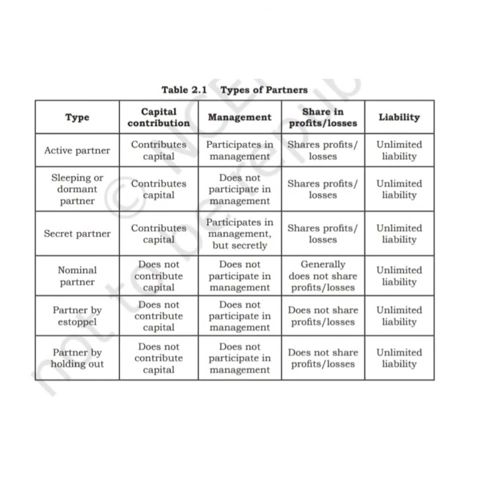 Table 2.1 Types of Partners
Type
Capital contribution
Management
Share in profits/losses
Liability
Active partner
Contributes capital
Participates in management
Shares profits/ losses
Unlimited liability
Sleeping or dormant partner
Contributes capital
Does not participate in management
Shares profits/ losses
Unlimited liability
Secret partner
Contributes capital
Participates in management, but secretly
Shares profits/ losses
Unlimited liability
Nominal partner
Does not contribute capital
Does not participate in management
Generally does not share profits/losses
Unlimited liability
Partner by estoppel
Does not contribute capital
Does not participate in management
Does not share profits/losses
Unlimited liability
Partner by holding out
Does not contribute capital
Does not participate in management
Does not share profits/losses
Unlimited liability
© NCE
not to be republ